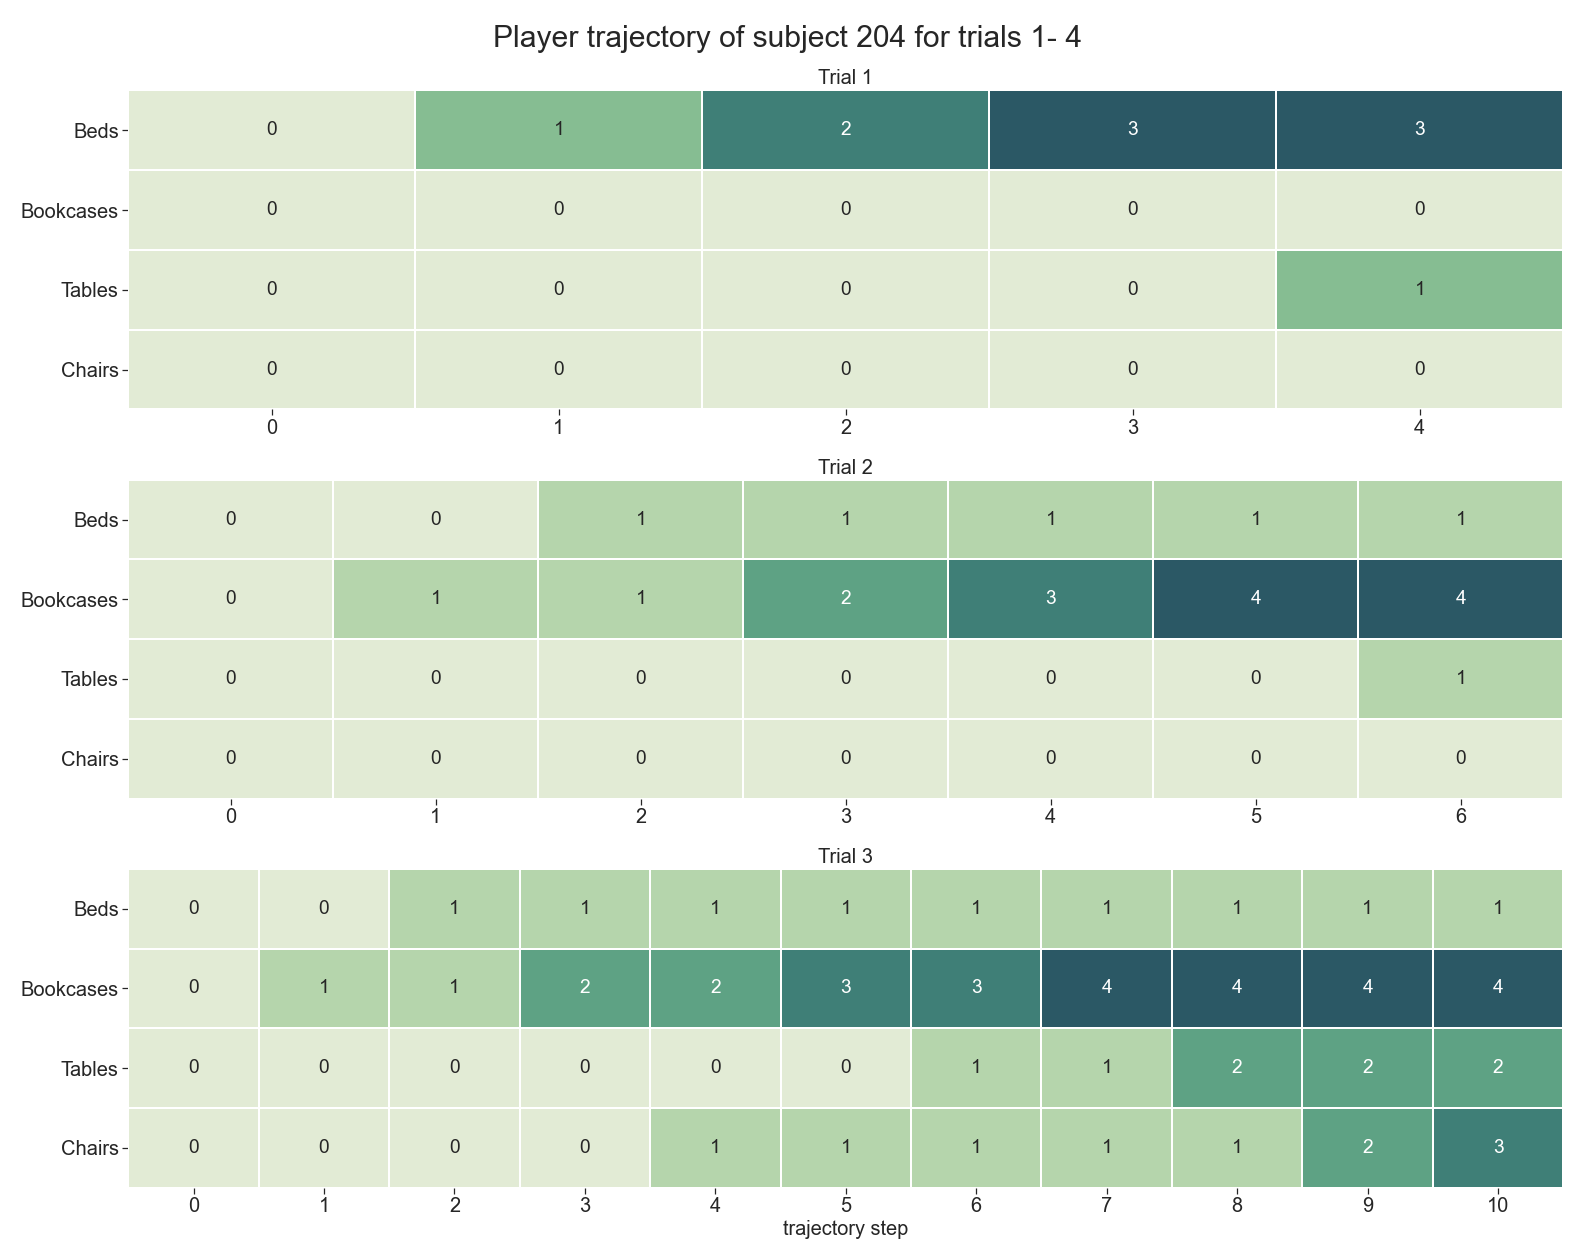 Player trajectory of subject 204 for trials 1- 4
Trial 1
Beds 0 1 2 3 3
Bookcases 0 0 0 0 0
Tables 0 0 0 0 1
Chairs 0 0 0 0 0
0 1 2 3 4
Trial 2
Beds 0 0 1 1 1 1 1
Bookcases 0 1 1 2 3 4 4
Tables 0 0 0 0 0 0 1
Chairs 0 0 0 0 0 0 0
0 1 2 3 4 5 6
Trial 3
Beds 0 0 1 1 1 1 1 1 1 1 1
Bookcases 0 1 1 2 2 3 3 4 4 4 4
Tables 0 0 0 0 0 0 1 1 2 2 2
Chairs 0 0 0 0 1 1 1 1 1 2 3
0 1 2 3 4 5 6 7 8 9 10
trajectory step